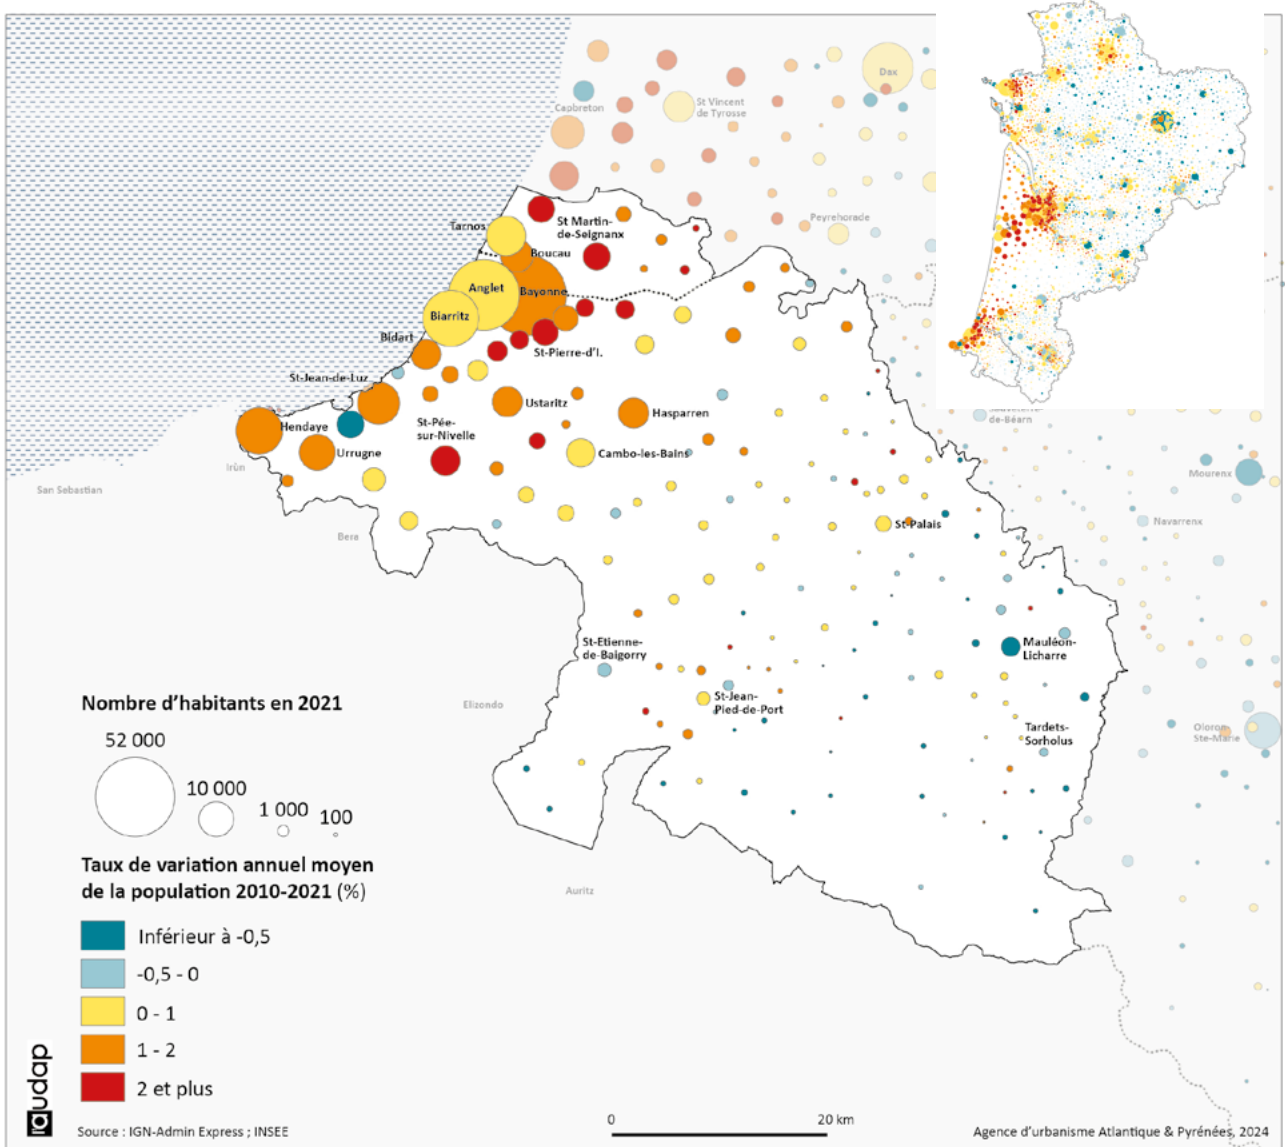 Dax
Capbreton
St Vincent
de Tyrosse
Peyrehorade
Tarnos
St Martin-
de-Seignanx
Boucau
Anglet
Bayonne
Biarritz
Bidart
St-Pierre-d'I.
St-Jean-de-Luz
Ustaritz
Hasparren
St-Pée-
sur-Nivelle
Hendaye
Urrugne
Cambo-les-Bains
Irùn
San Sebastian
Bera
St-Palais
de-Béarn
Mourenx
Navarrenx
St-Etienne-
de-Baigorry
Mauléon-
Licharre
St-Jean-
Pied-de-Port
Elizondo
Tardets-
Sorholus
Oloron-
Ste-Marie
Auritz
Nombre d'habitants en 2021
52 000
10 000
1 000
100
Taux de variation annuel moyen
de la population 2010-2021 (%)
Inférieur à -0,5
-0,5 - 0
0 - 1
1 - 2
2 et plus
audap
Source : IGN-Admin Express ; INSEE
0
20 km
Agence d'urbanisme Atlantique & Pyrénées, 2024